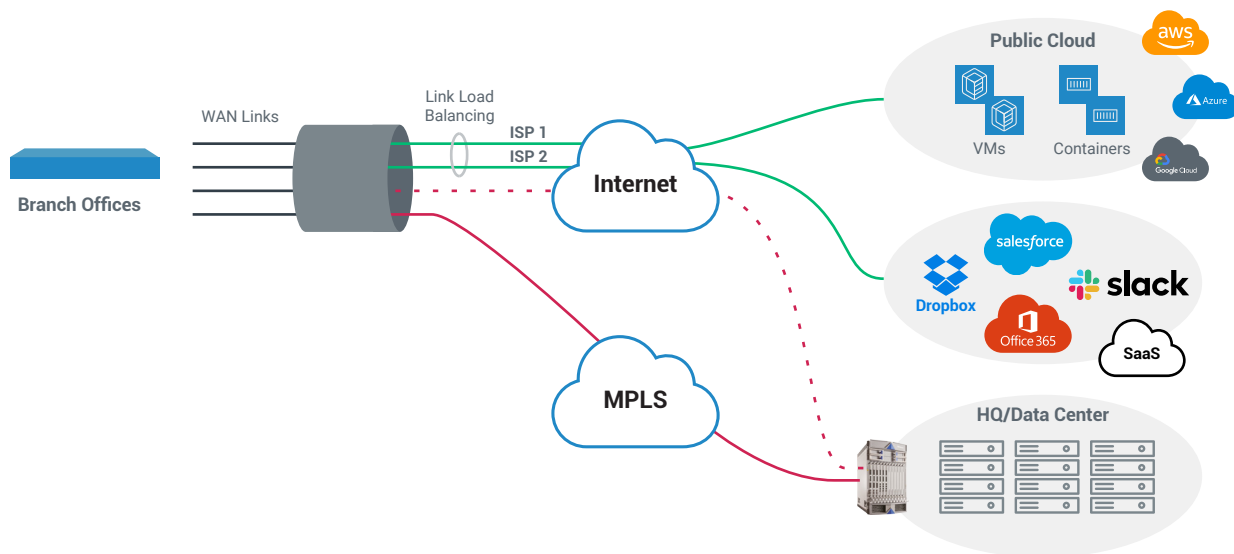 Public Cloud
aws
Azure
Google Cloud
VMs
Containers
Link Load
Balancing
WAN Links
ISP 1
ISP 2
Internet
Branch Offices
salesforce
Dropbox
slack
Office 365
SaaS
MPLS
HQ/Data Center